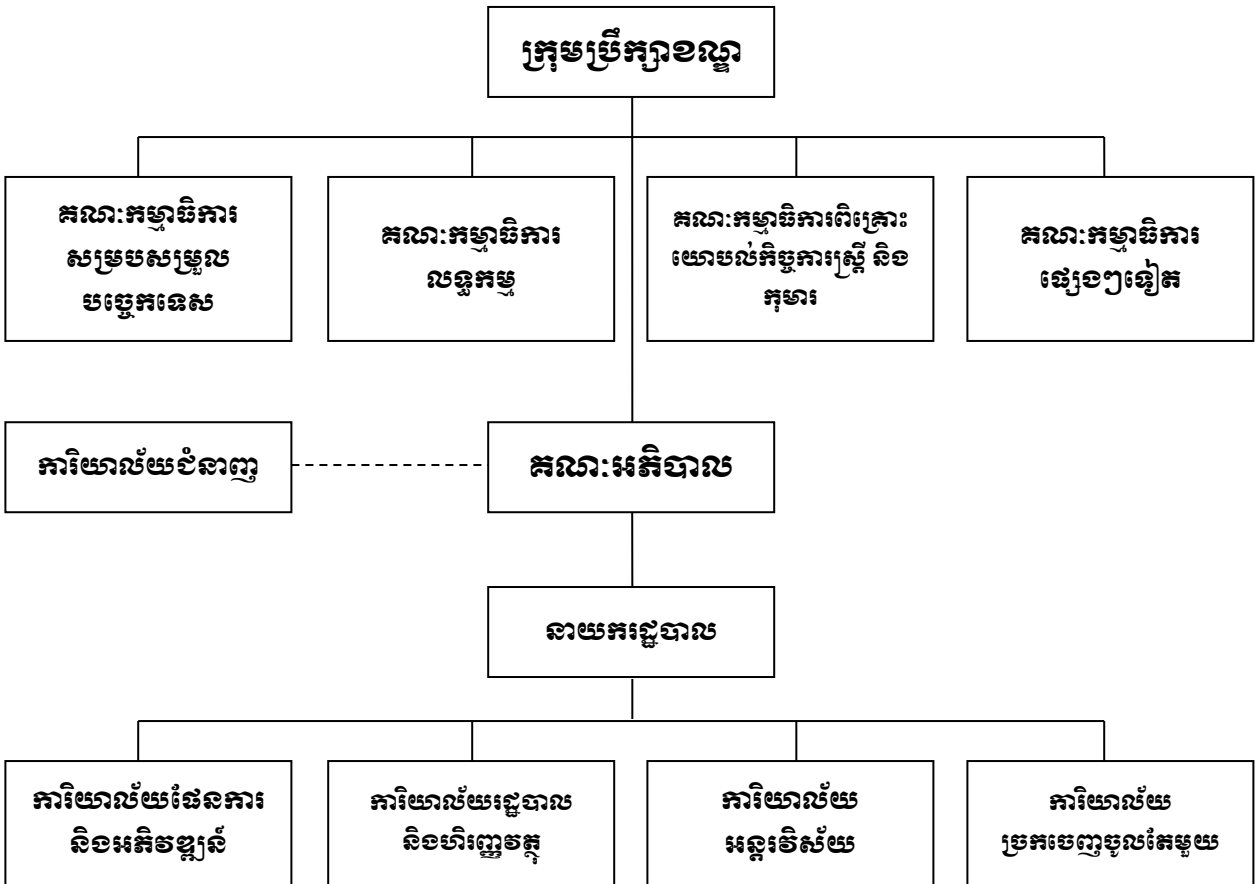 ក្រុមប្រឹក្សាខណ្ឌ
គណៈកម្មាធិការ
សម្របសម្រួល
បច្ចេកទេស
គណៈកម្មាធិការ
លទ្ធកម្ម
គណៈកម្មាធិការពិគ្រោះ
យោបល់កិច្ចការស្ត្រី និង
កុមារ
គណៈកម្មាធិការ
ផ្សេងៗទៀត
ការិយាល័យជំនាញ
គណៈអភិបាល
នាយករដ្ឋបាល
ការិយាល័យផែនការ
និងអភិវឌ្ឍន៍
ការិយាល័យរដ្ឋបាល
និងហិរញ្ញវត្ថុ
ការិយាល័យ
អន្តរវិស័យ
ការិយាល័យ
ច្រកចេញចូលតែមួយ